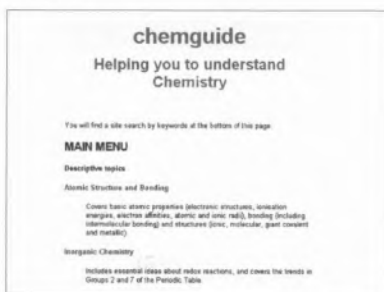 chemguide
Helping you to understand
Chemistry
You will find a site search by keywords at the bottom of this page.
MAIN MENU
Descriptive topics
Atomic Structure and Bonding
Covers basic atomic properties (electronic structures, ionisation
energies, electron affinities, atomic and ionic radii), bonding (including
intermolecular bonding) and structures (ionic, molecular, giant covalent
and metallic).
Inorganic Chemistry
Includes essential ideas about redox reactions, and covers the trends in
Groups 2 and 7 of the Periodic Table.